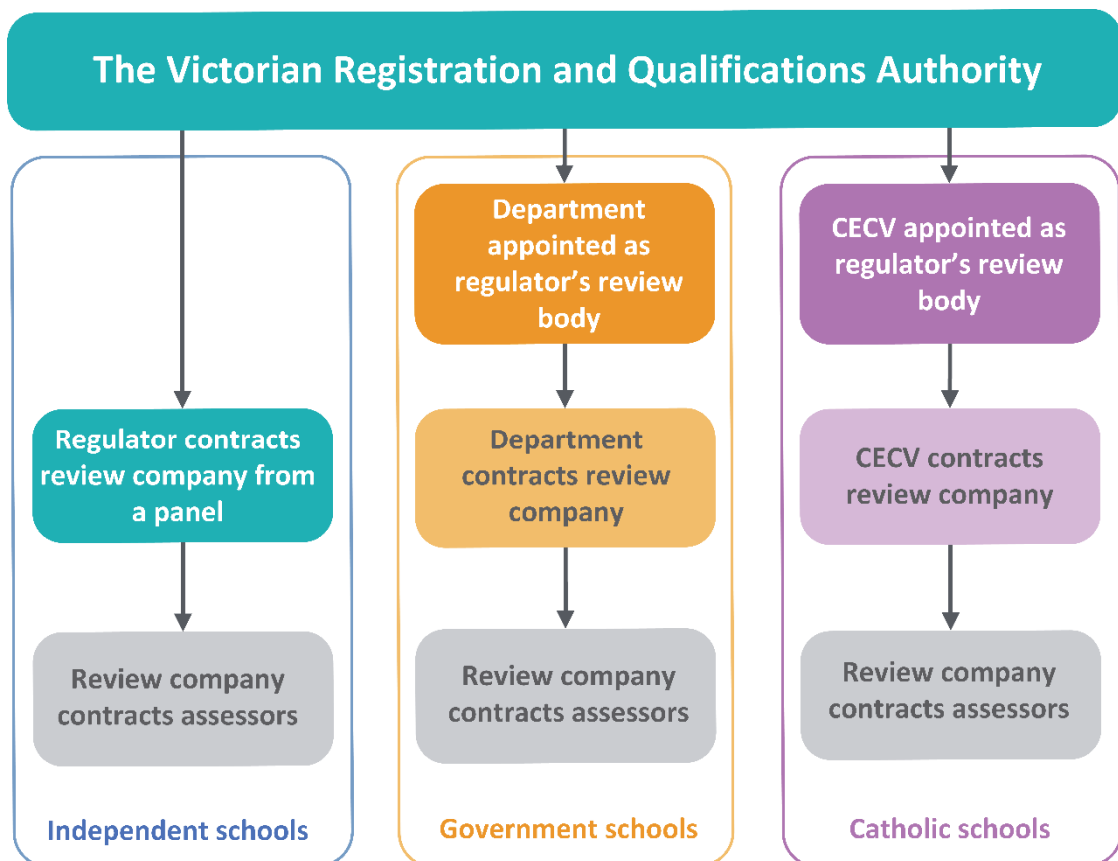 The Victorian Registration and Qualifications Authority
Regulator contracts
review company from
a panel
Review company
contracts assessors
Independent schools
Department
appointed as
regulator's review
body
Department
contracts review
company
Review company
contracts assessors
Government schools
CECV appointed as
regulator's review
body
CECV contracts
review company
Review company
contracts assessors
Catholic schools